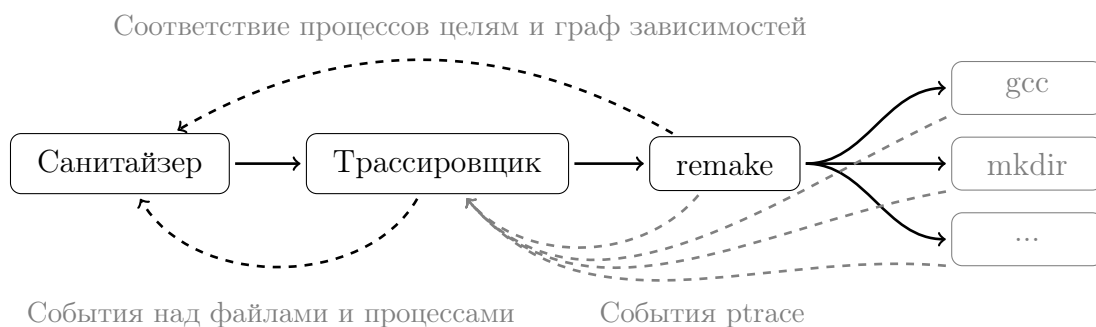 Соответствие процессов целям и граф зависимостей
gcc
Санитайзер
Трассировщик
remake
mkdir
...
События над файлами и процессами
События ptrace